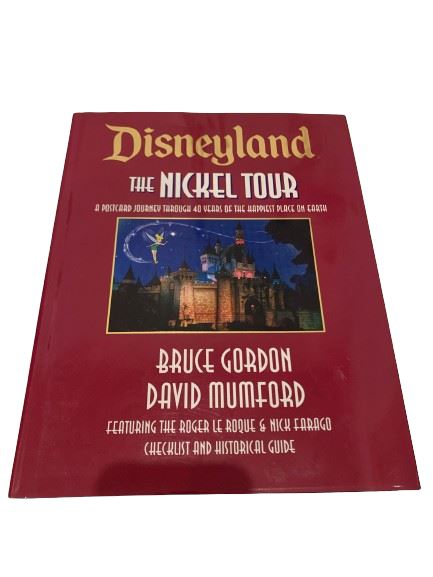 Disneyland
THE NICKEL TOUR
A POSTCARD JOURNEY THROUGH 40 YEARS OF THE HAPPIEST PLACE ON EARTH
BRUCE GORDON
DAVID MUMFORD
FEATURING THE ROGER LE ROQUE & NICK FARAGO
CHECKLIST AND HISTORICAL GUIDE